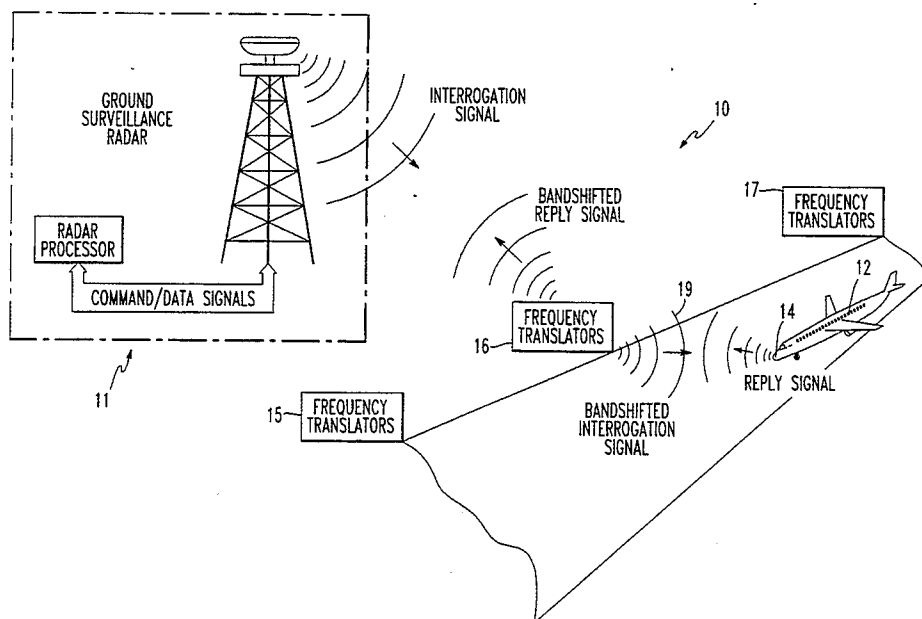 GROUND
SURVEILLANCE
RADAR
RADAR
PROCESSOR
COMMAND/DATA SIGNALS
11
INTERROGATION
SIGNAL
10
BANDSHIFTED
REPLY SIGNAL
17
FREQUENCY
TRANSLATORS
19
12
14
16
FREQUENCY
TRANSLATORS
REPLY SIGNAL
BANDSHIFTED
INTERROGATION
SIGNAL
15
FREQUENCY
TRANSLATORS